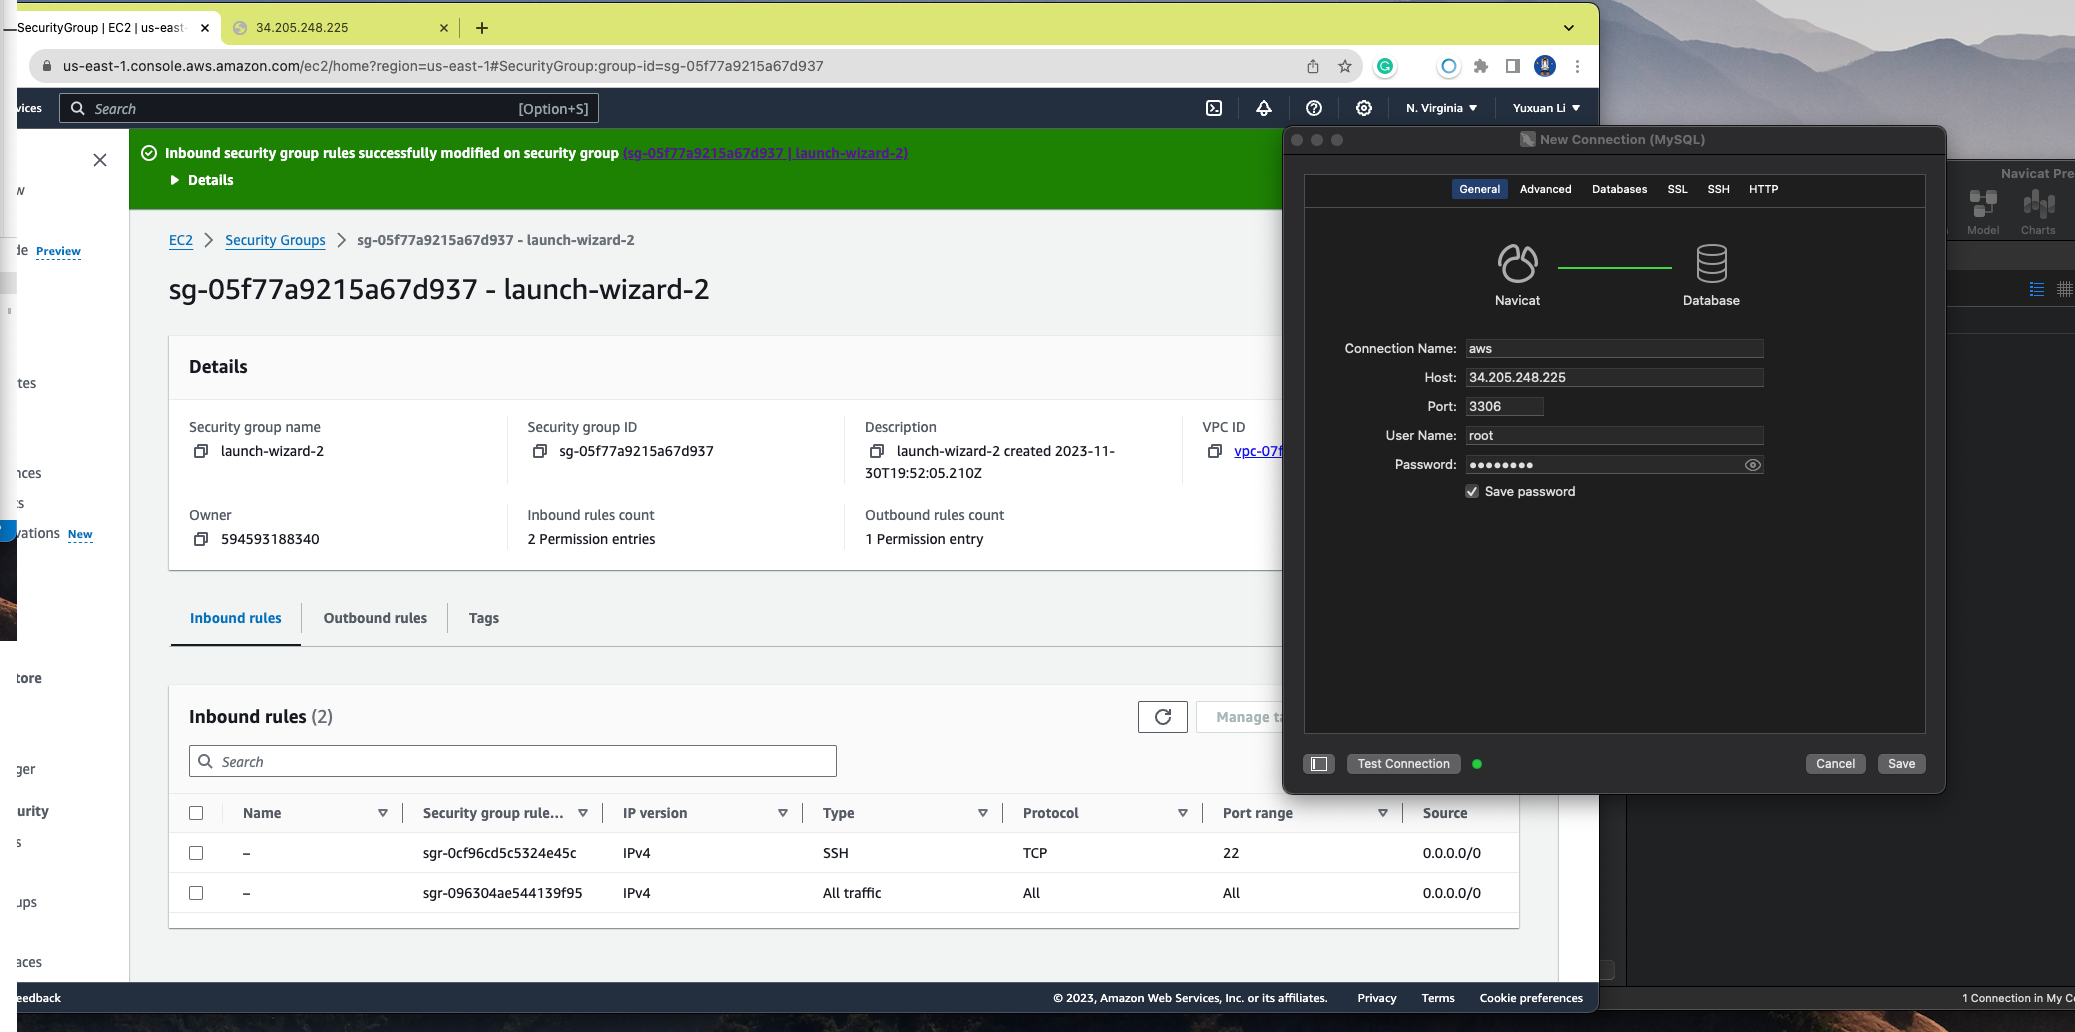 SecurityGroup | EC2 | us-east-
34.205.248.225
us-east-1.console.aws.amazon.com/ec2/home?region=us-east-1#SecurityGroup:group-id=sg-05f77a9215a67d937
vices
Search
[Option+S]
N. Virginia
Yuxuan Li
w
de Preview
tes
nces
ts
vations New
tore
ger
urity
s
ups
aces
eedback
Inbound security group rules successfully modified on security group (sg-05f77a9215a67d937 | launch-wizard-2)
Details
EC2 > Security Groups > sg-05f77a9215a67d937 - launch-wizard-2
sg-05f77a9215a67d937 - launch-wizard-2
Details
Security group name
launch-wizard-2
Security group ID
sg-05f77a9215a67d937
Description
launch-wizard-2 created 2023-11-
30T19:52:05.210Z
VPC ID
vpc-07f
Owner
594593188340
Inbound rules count
2 Permission entries
Outbound rules count
1 Permission entry
Inbound rules
Outbound rules
Tags
Inbound rules (2)
Manage ta
Search
Name Security group rule... IP version Type Protocol Port range Source
– sgr-0cf96cd5c5324e45c IPv4 SSH TCP 22 0.0.0.0/0
– sgr-096304ae544139f95 IPv4 All traffic All All 0.0.0.0/0
© 2023, Amazon Web Services, Inc. or its affiliates. Privacy Terms Cookie preferences
New Connection (MySQL)
General Advanced Databases SSL SSH HTTP
Navicat
Database
Connection Name: aws
Host: 34.205.248.225
Port: 3306
User Name: root
Password: ●●●●●●●●
Save password
Test Connection
Cancel
Save
Navicat Pre
Model
Charts
1 Connection in My Co